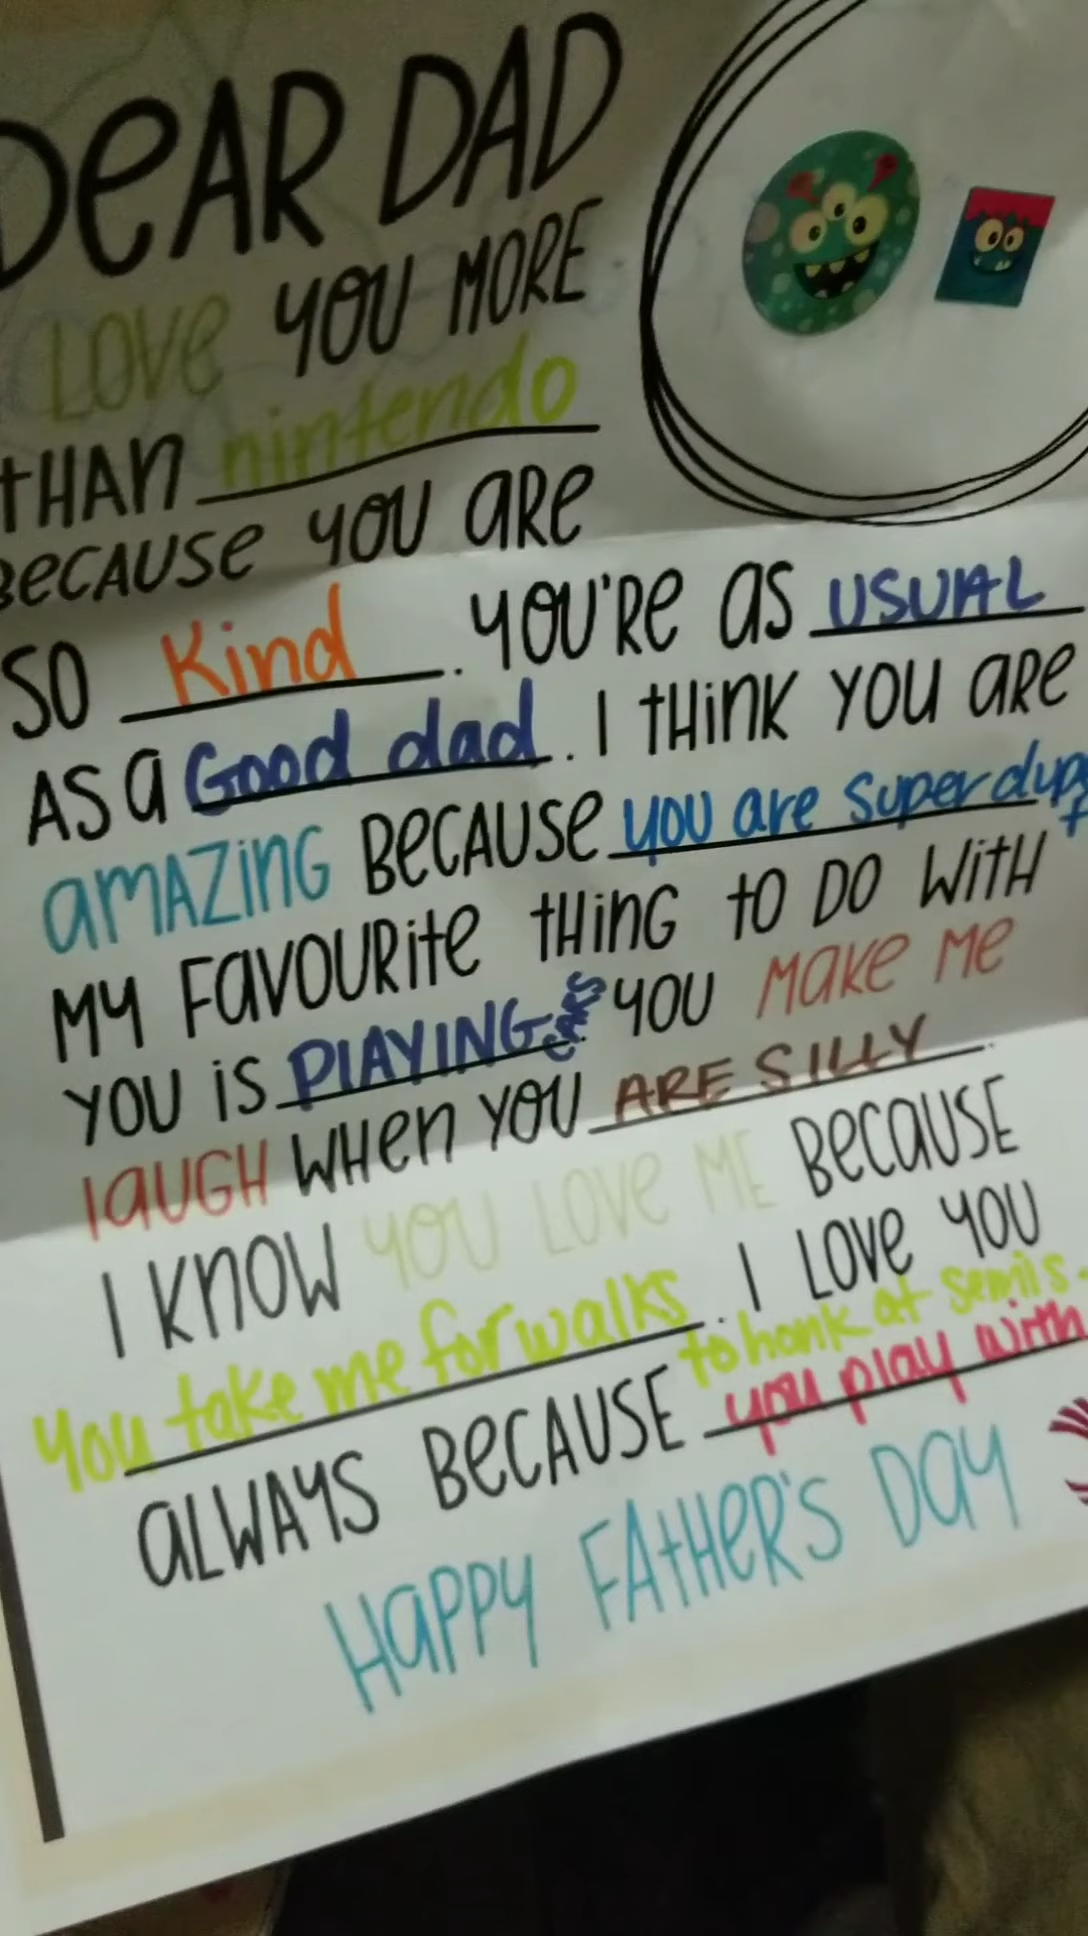 DeAR DAD
LOVE YOU MORE
tHAN nintendo
BeCAUSe YOU ARe
SO Kind. YOU'Re AS USUAL
AS a Good dad. I tHiNK YOU ARe
aMAZiNG BeCAUSe you are super
MY FAVOURite tHiNG tO DO WitH
YOU iS PLAYING CARS YOU MAKe Me
LAUGH WHeN YOU ARE SILLY.
I KNOW YOU LOVE ME BeCAUSe
You take me for walks. I LOVe YOU
to honk at semis.
ALWAYS BeCAUSE you play with
HAPPY FAtHeR'S DAY